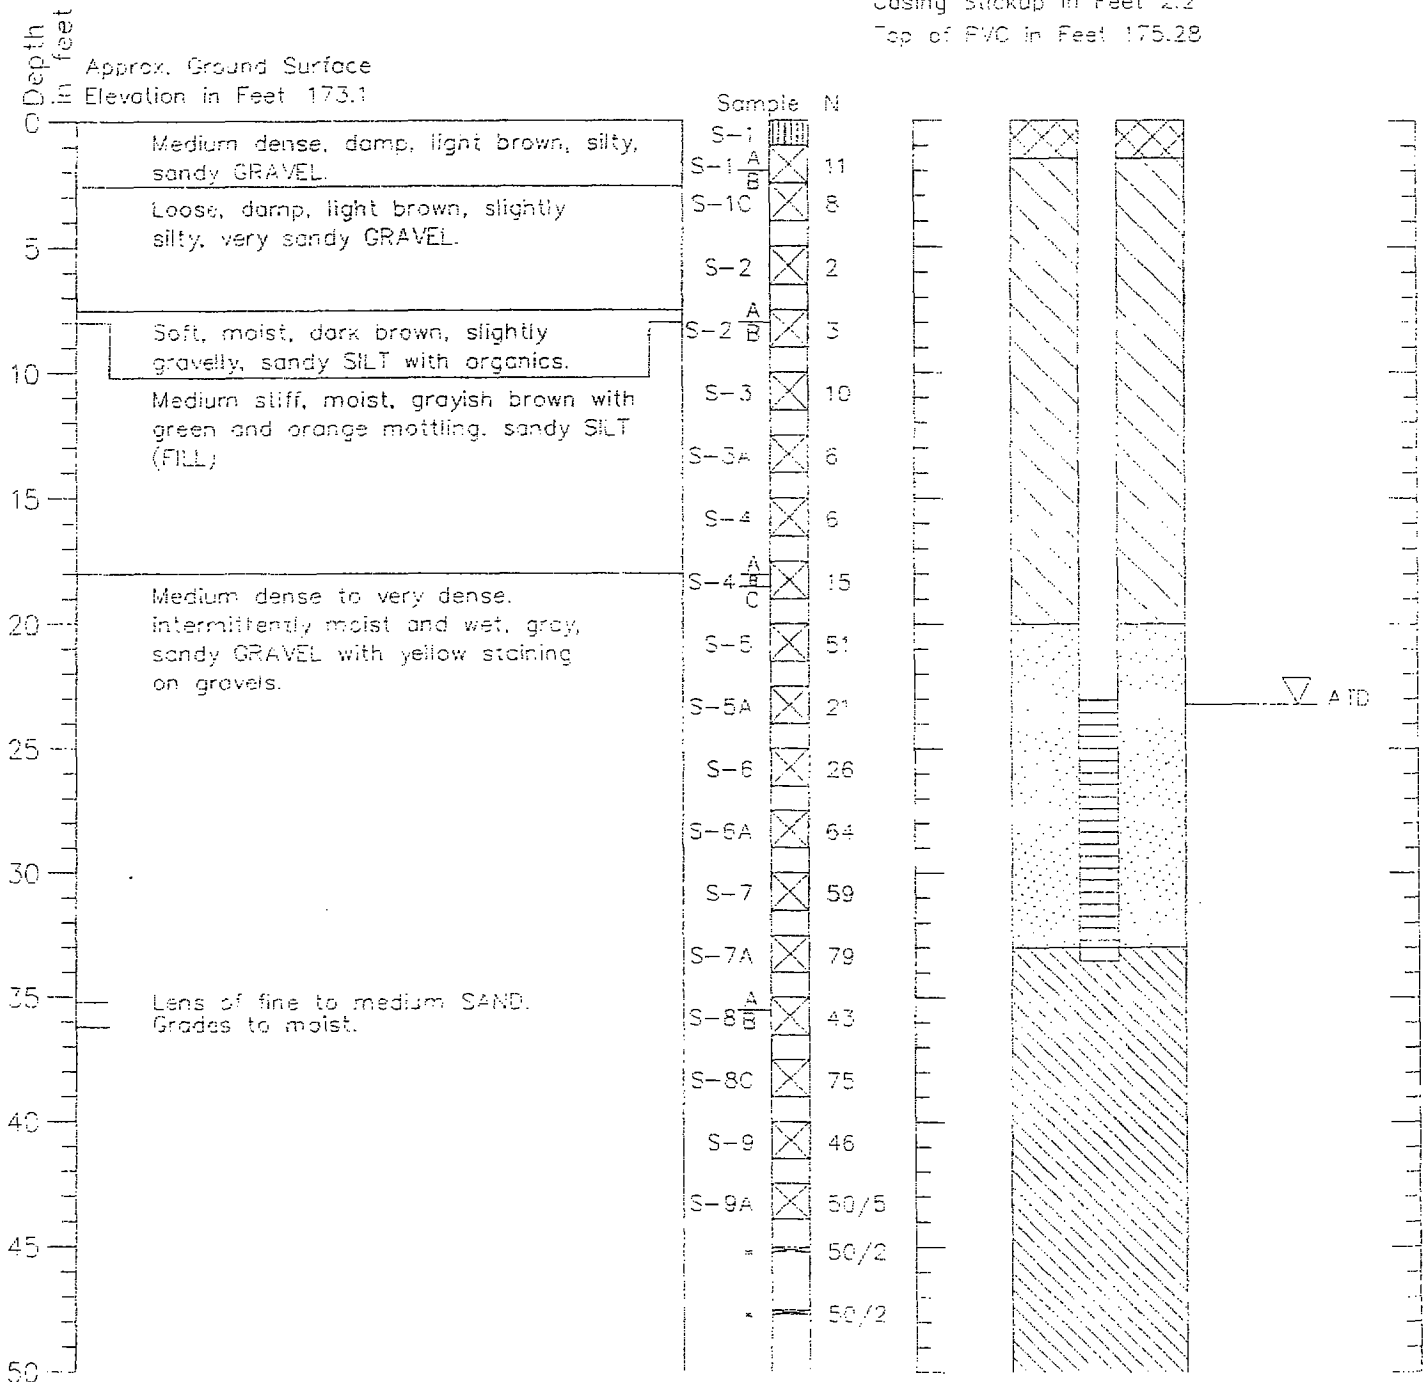 Casing Stickup in Feet 2.2
Top of PVC in Feet 175.28
Depth
in feet
Approx. Ground Surface
Elevation in Feet 173.1
Sample N
0
Medium dense, damp, light brown, silty,
sandy GRAVEL.
S-1
S-1 A B 11
Loose, damp, light brown, slightly
silty, very sandy GRAVEL.
S-1C 8
5
S-2 2
Soft, moist, dark brown, slightly
gravelly, sandy SILT with organics.
S-2 A B 3
10
Medium stiff, moist, grayish brown with
green and orange mottling, sandy SILT
(FILL)
S-3 10
S-3A 6
15
S-4 6
S-4 A B C 15
Medium dense to very dense.
intermittently moist and wet, gray,
sandy GRAVEL with yellow staining
on gravels.
20
S-5 51
S-5A 21
ATD
25
S-6 26
S-6A 64
30
S-7 59
S-7A 79
35
Lens of fine to medium SAND.
Grades to moist.
S-8 A B 43
S-8C 75
40
S-9 46
S-9A 50/5
45
* 50/2
* 50/2
50